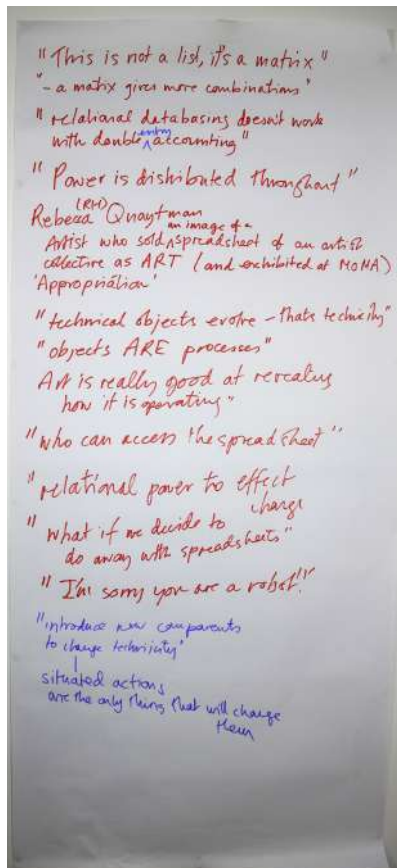 "This is not a list, it's a matrix"
"- a matrix gives more combinations"
"relational databasing doesn't work
with double entry accounting"
"Power is distributed throughout"
Rebecca (RH) Quaytman
Artist who sold an image of a spreadsheet of an artist
collective as ART (and exhibited at MOMA)
'Appropriation'
"technical objects evolve - thats technicity"
"objects ARE processes"
Art is really good at revealing
how it is operating"
"who can access the spreadsheet"
"relational power to effect
change
"what if we decide to
do away with spreadsheets"
"I'm sorry you are a robot!"
"introduce new components
to change technicity"
situated actions
are the only thing that will change
them